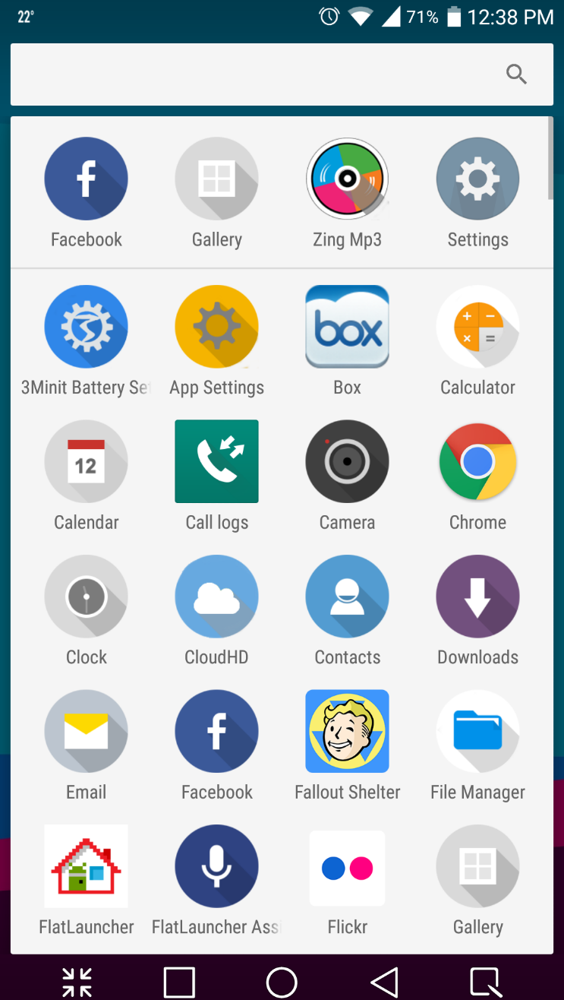 22°
71% 12:38 PM
Facebook Gallery Zing Mp3 Settings
box
3Minit Battery Se App Settings Box Calculator
12
Calendar Call logs Camera Chrome
Clock CloudHD Contacts Downloads
Email Facebook Fallout Shelter File Manager
FlatLauncher FlatLauncher Assi Flickr Gallery